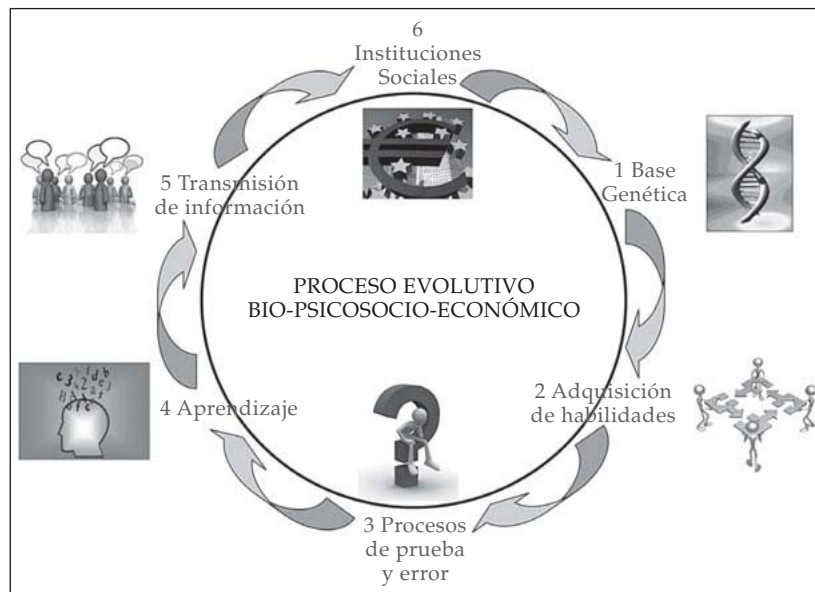 6
Instituciones
Sociales
1 Base
Genética
2 Adquisición
de habilidades
3 Procesos
de prueba
y error
4 Aprendizaje
5 Transmisión
de información
PROCESO EVOLUTIVO
BIO-PSICOSOCIO-ECONÓMICO